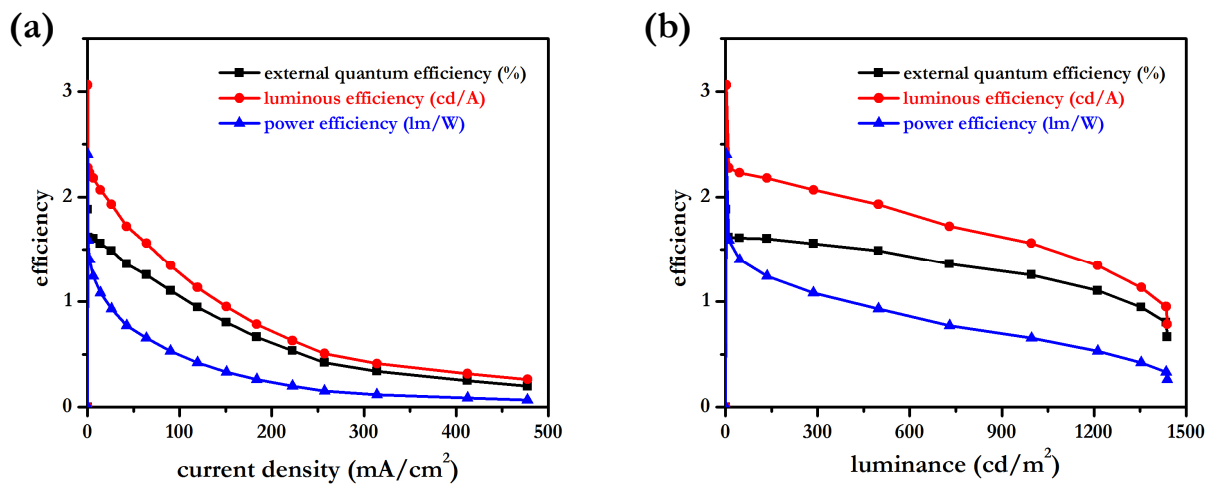 (a)
efficiency
3
2
1
0
external quantum efficiency (%)
luminous efficiency (cd/A)
power efficiency (lm/W)
0 100 200 300 400 500
current density (mA/cm²)
(b)
efficiency
3
2
1
0
external quantum efficiency (%)
luminous efficiency (cd/A)
power efficiency (lm/W)
0 300 600 900 1200 1500
luminance (cd/m²)